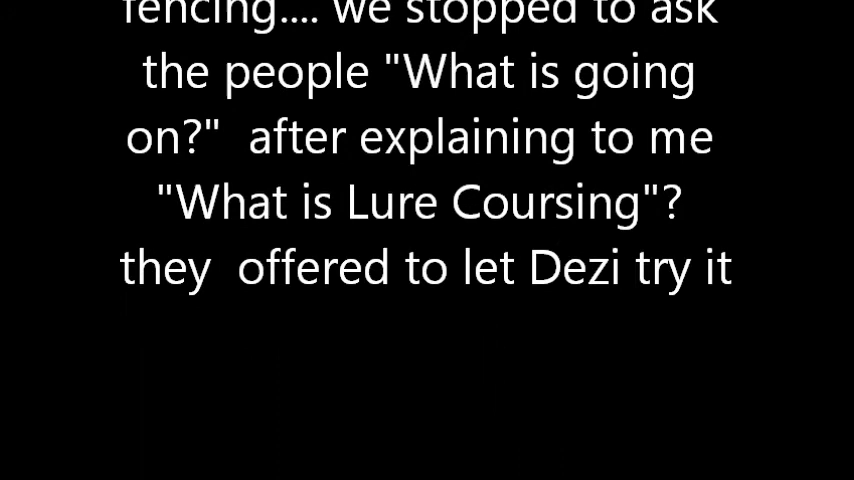 fencing.... we stopped to ask
the people "What is going
on?"  after explaining to me
"What is Lure Coursing"?
they  offered to let Dezi try it